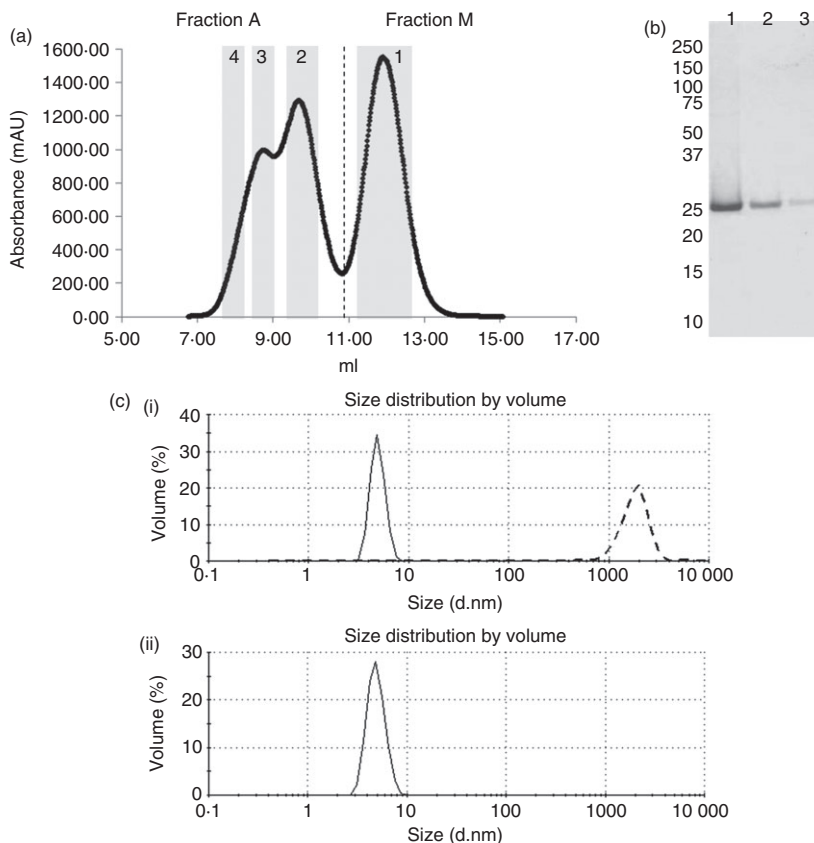 Fraction A
Fraction M
(a)
4 3 2 1
1600·00
1400·00
1200·00
1000·00
800·00
600·00
400·00
200·00
0·00
Absorbance (mAU)
5·00 7·00 9·00 11·00 13·00 15·00 17·00
ml
(b)
1 2 3
250
150
100
75
50
37
25
20
15
10
(c) (i)
Size distribution by volume
40
30
20
10
0
Volume (%)
0·1 1 10 100 1000 10 000
Size (d.nm)
(ii)
Size distribution by volume
30
20
10
0
Volume (%)
0·1 1 10 100 1000 10 000
Size (d.nm)